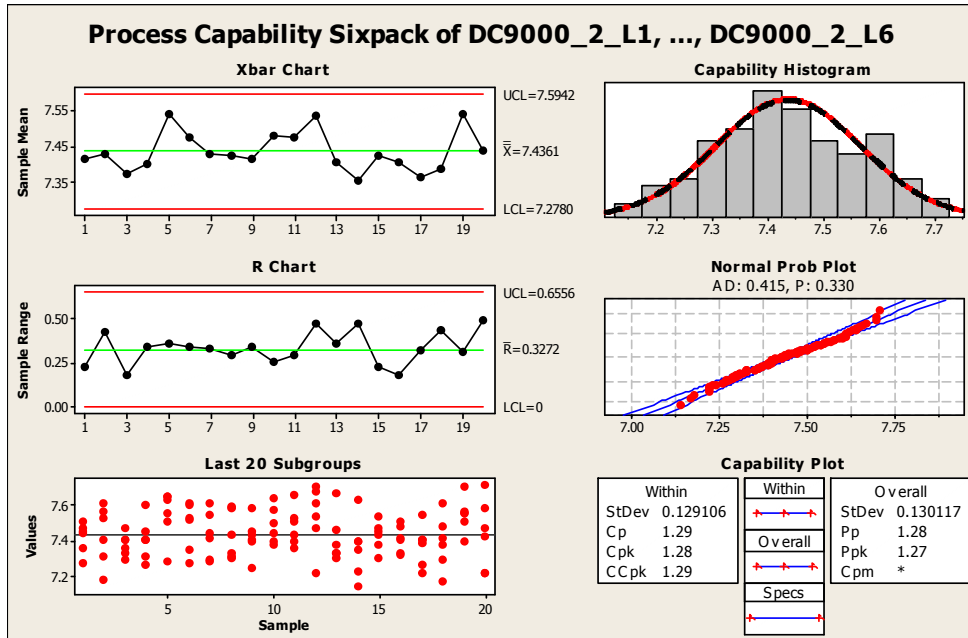 Process Capability Sixpack of DC9000_2_L1, ..., DC9000_2_L6
Xbar Chart
Sample Mean
7.55
7.45
7.35
1 3 5 7 9 11 13 15 17 19
UCL=7.5942
X=7.4361
LCL=7.2780
Capability Histogram
7.2 7.3 7.4 7.5 7.6 7.7
R Chart
Sample Range
0.50
0.25
0.00
1 3 5 7 9 11 13 15 17 19
UCL=0.6556
R=0.3272
LCL=0
Normal Prob Plot
AD: 0.415, P: 0.330
7.00 7.25 7.50 7.75
Last 20 Subgroups
Values
7.6
7.4
7.2
5 10 15 20
Sample
Capability Plot
Within
StDev 0.129106
Cp 1.29
Cpk 1.28
CCpk 1.29
Within
Overall
Specs
Overall
StDev 0.130117
Pp 1.28
Ppk 1.27
Cpm *